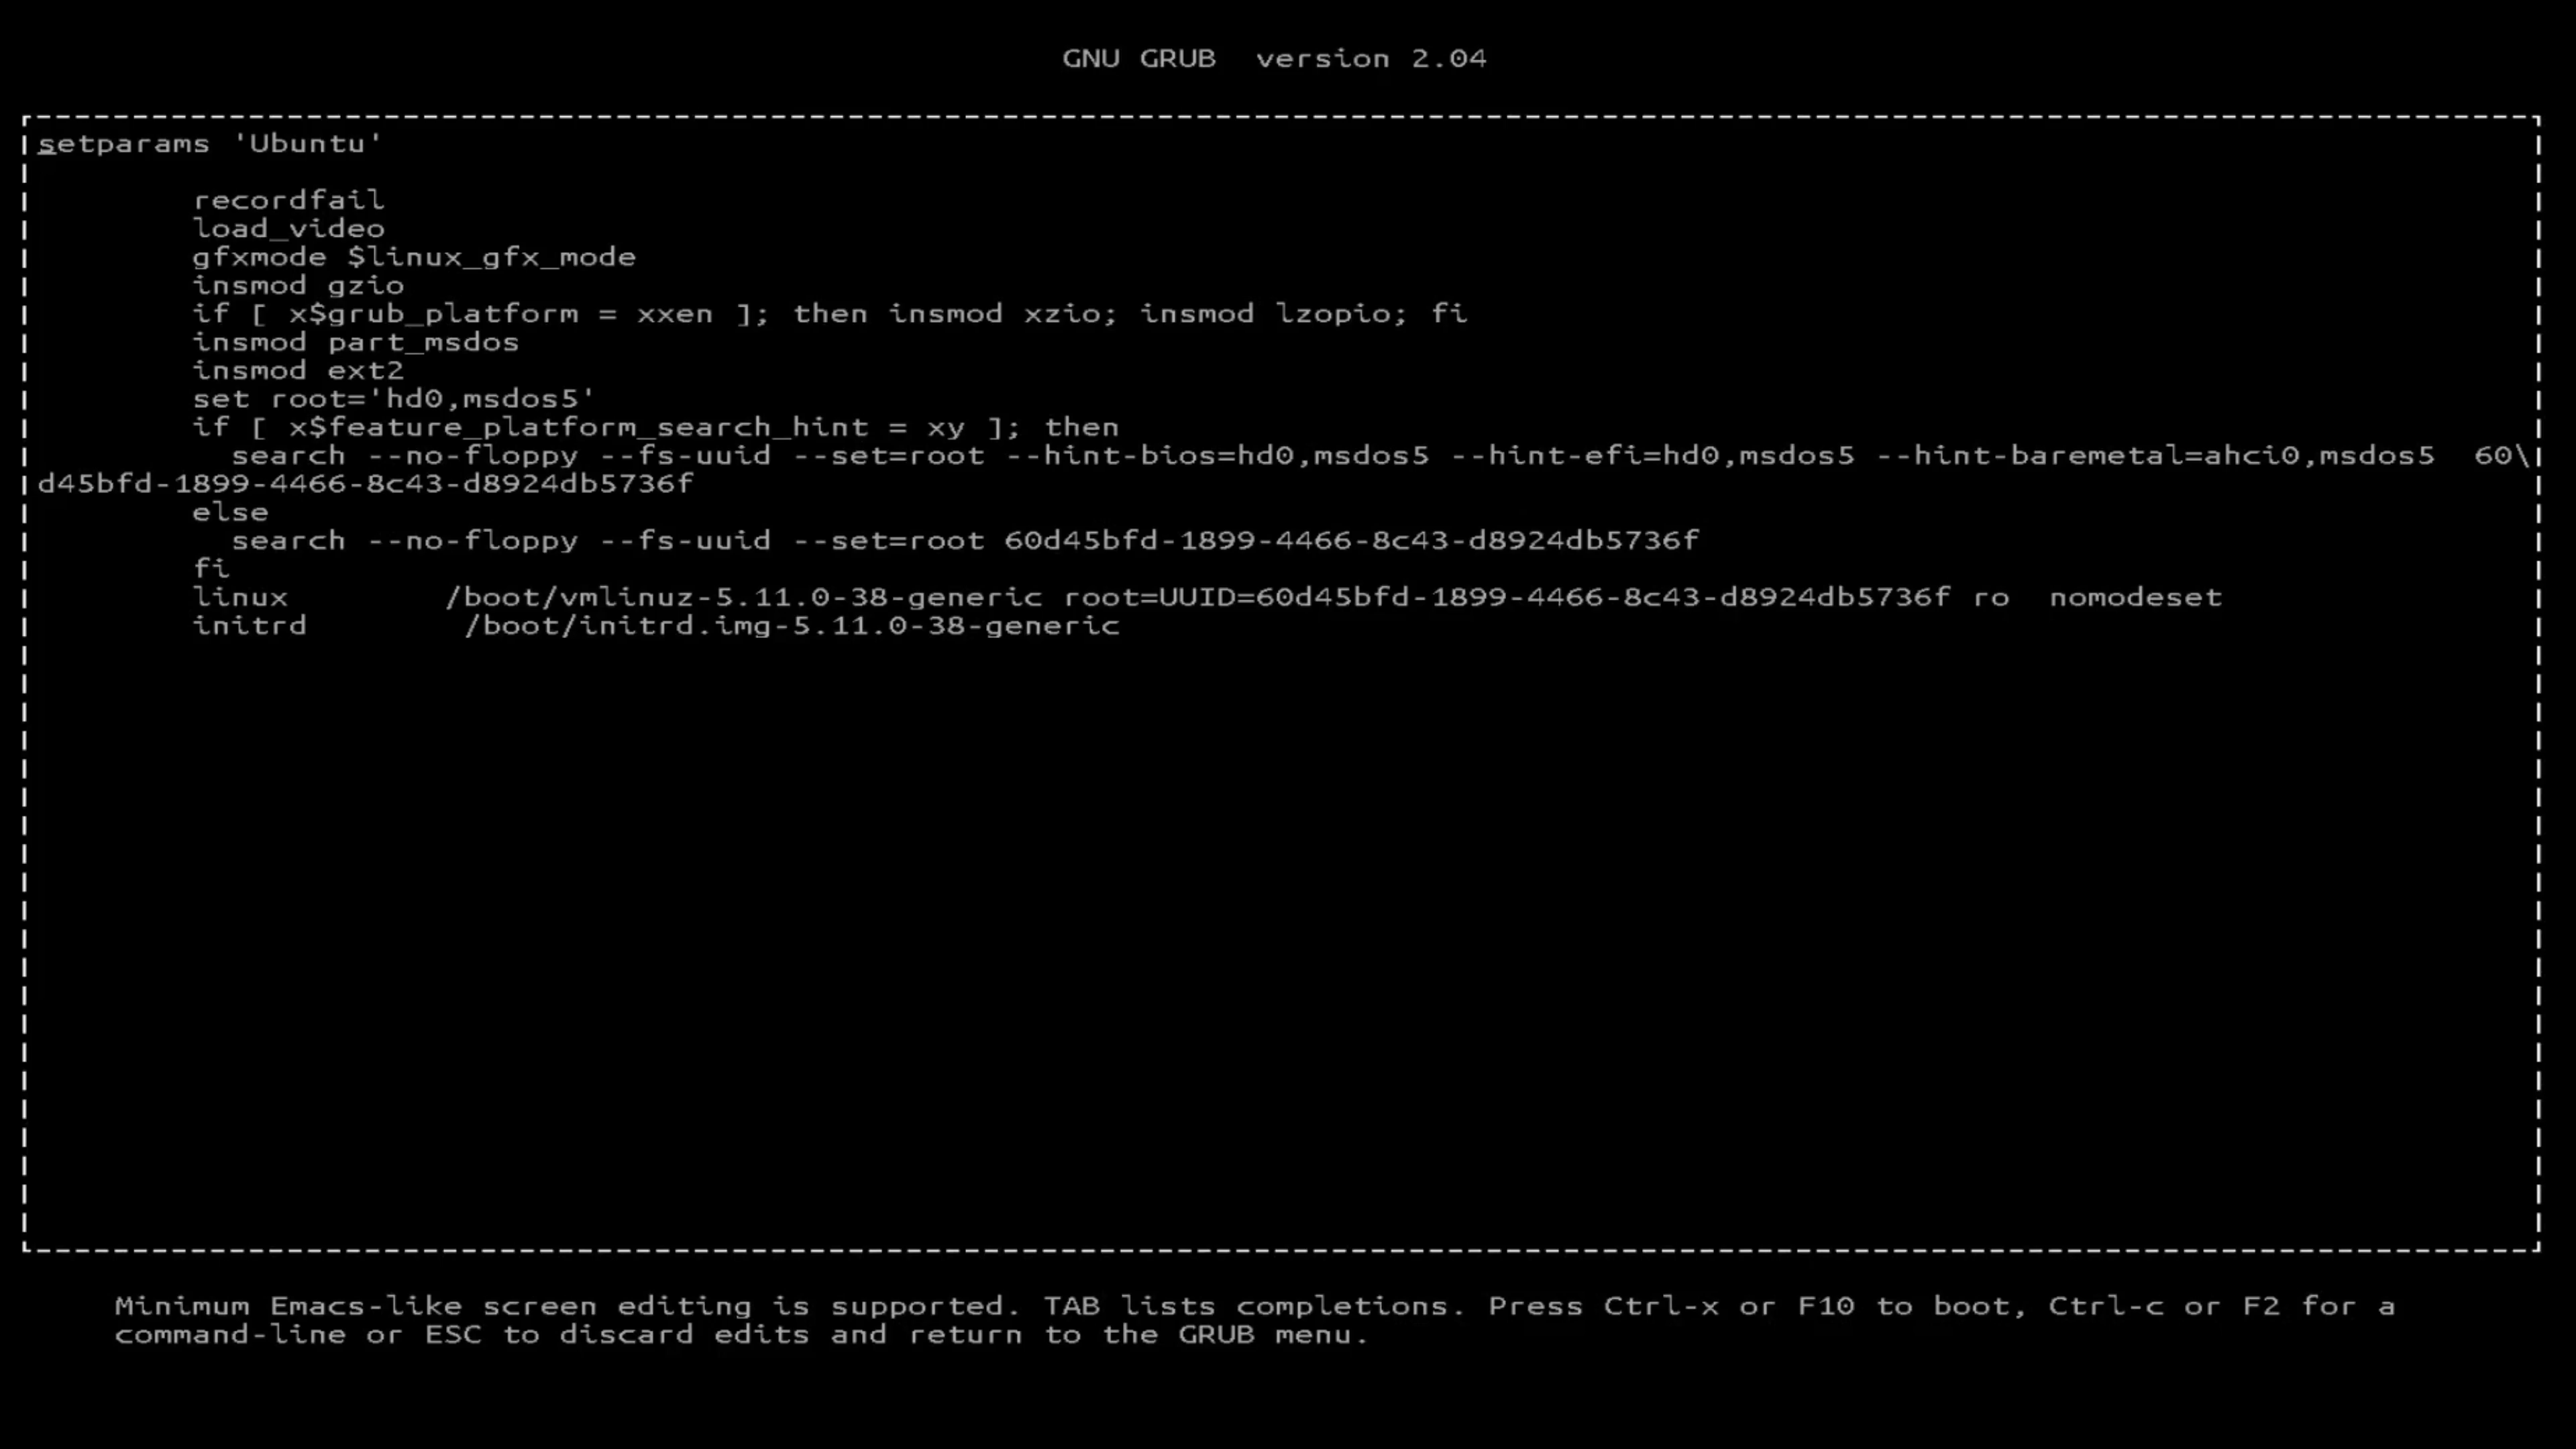 GNU GRUB  version 2.04
setparams 'Ubuntu'
recordfail
load_video
gfxmode $linux_gfx_mode
insmod gzio
if [ x$grub_platform = xxen ]; then insmod xzio; insmod lzopio; fi
insmod part_msdos
insmod ext2
set root='hd0,msdos5'
if [ x$feature_platform_search_hint = xy ]; then
search --no-floppy --fs-uuid --set=root --hint-bios=hd0,msdos5 --hint-efi=hd0,msdos5 --hint-baremetal=ahci0,msdos5  60\
d45bfd-1899-4466-8c43-d8924db5736f
else
search --no-floppy --fs-uuid --set=root 60d45bfd-1899-4466-8c43-d8924db5736f
fi
linux        /boot/vmlinuz-5.11.0-38-generic root=UUID=60d45bfd-1899-4466-8c43-d8924db5736f ro  nomodeset
initrd        /boot/initrd.img-5.11.0-38-generic
Minimum Emacs-like screen editing is supported. TAB lists completions. Press Ctrl-x or F10 to boot, Ctrl-c or F2 for a
command-line or ESC to discard edits and return to the GRUB menu.